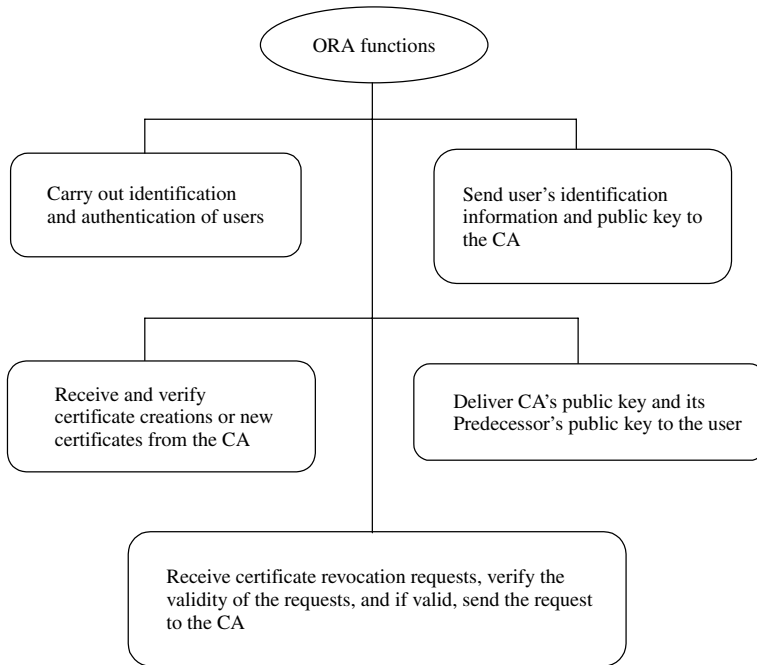 ORA functions
Carry out identification
and authentication of users
Send user’s identification
information and public key to
the CA
Receive and verify
certificate creations or new
certificates from the CA
Deliver CA’s public key and its
Predecessor’s public key to the user
Receive certificate revocation requests, verify the
validity of the requests, and if valid, send the request
to the CA